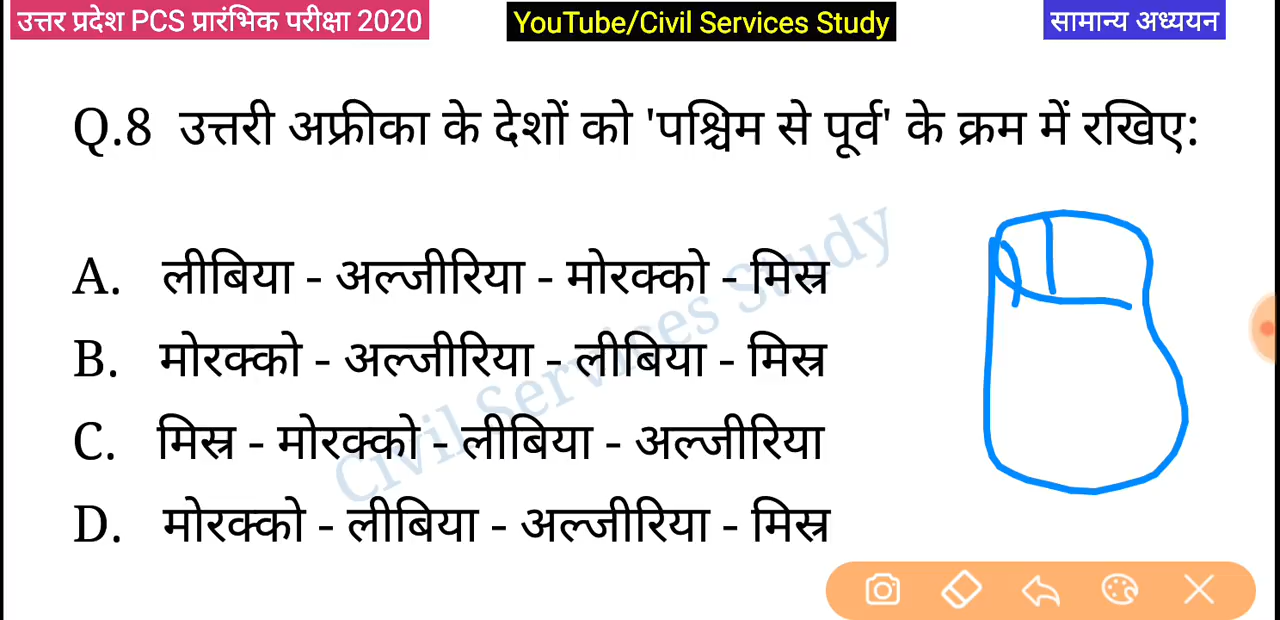 उत्तर प्रदेश PCS प्रारंभिक परीक्षा 2020
YouTube/Civil Services Study
सामान्य अध्ययन
Q.8 उत्तरी अफ्रीका के देशों को 'पश्चिम से पूर्व' के क्रम में रखिए:
A. लीबिया - अल्जीरिया - मोरक्को - मिस्र
B. मोरक्को - अल्जीरिया - लीबिया - मिस्र
C. मिस्र - मोरक्को - लीबिया - अल्जीरिया
D. मोरक्को - लीबिया - अल्जीरिया - मिस्र
Civil Services Study